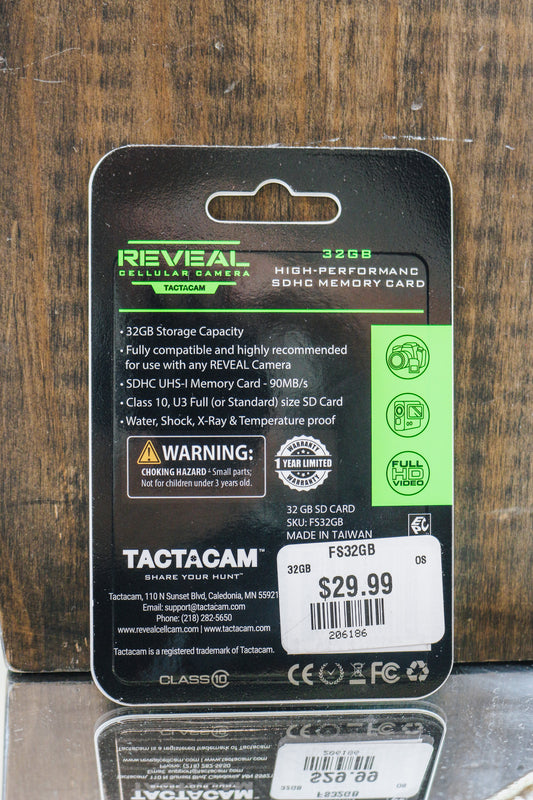 REVEAL
CELLULAR CAMERA
TACTACAM
32GB
HIGH-PERFORMANC
SDHC MEMORY CARD
• 32GB Storage Capacity
• Fully compatible and highly recommended
for use with any REVEAL Camera
• SDHC UHS-I Memory Card - 90MB/s
• Class 10, U3 Full (or Standard) size SD Card
• Water, Shock, X-Ray & Temperature proof
FULL
HD
VIDEO
WARNING:
CHOKING HAZARD - Small parts;
Not for children under 3 years old.
WARRANTY
1 YEAR LIMITED
WARRANTY
32 GB SD CARD
SKU: FS32GB
MADE IN TAIWAN
TACTACAM™
SHARE YOUR HUNT™
Tactacam, 110 N Sunset Blvd, Caledonia, MN 55921
Email: support@tactacam.com
Phone: (218) 282-5650
www.revealcellcam.com | www.tactacam.com
Tactacam is a registered trademark of Tactacam.
FS32GB
32GB
OS
$29.99
206186
CLASS 10
CE
FC